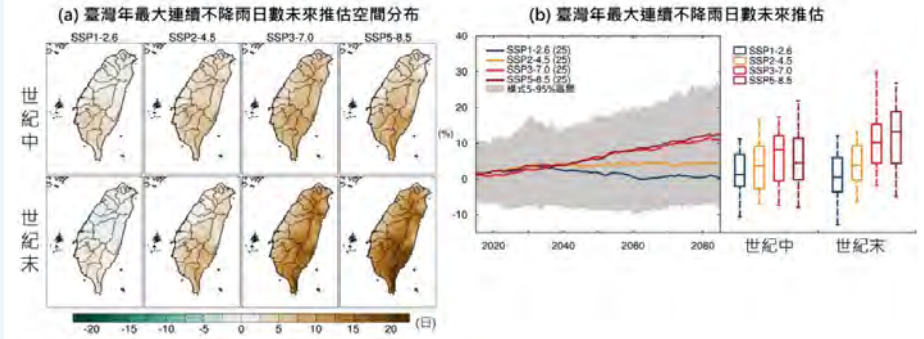 (a) 臺灣年最大連續不降雨日數未來推估空間分布
SSP1-2.6 SSP2-4.5 SSP3-7.0 SSP5-8.5
世紀中
世紀末
-20 -15 -10 -5 0 5 10 15 20 (日)
(b) 臺灣年最大連續不降雨日數未來推估
40
30
20
10
0
-10
(%)
SSP1-2.6 (25)
SSP2-4.5 (25)
SSP3-7.0 (25)
SSP5-8.5 (25)
模式5-95%區間
2020 2040 2060 2080
SSP1-2.6
SSP2-4.5
SSP3-7.0
SSP5-8.5
世紀中 世紀末